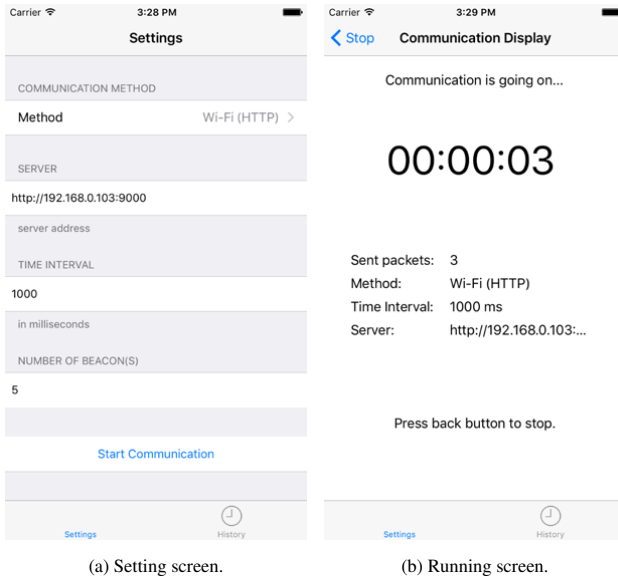 Carrier 3:28 PM
Settings
COMMUNICATION METHOD
Method Wi-Fi (HTTP) >
SERVER
http://192.168.0.103:9000
server address
TIME INTERVAL
1000
in milliseconds
NUMBER OF BEACON(S)
5
Start Communication
Settings History
(a) Setting screen.
Carrier 3:29 PM
Stop Communication Display
Communication is going on...
00:00:03
Sent packets: 3
Method: Wi-Fi (HTTP)
Time Interval: 1000 ms
Server: http://192.168.0.103:...
Press back button to stop.
Settings History
(b) Running screen.